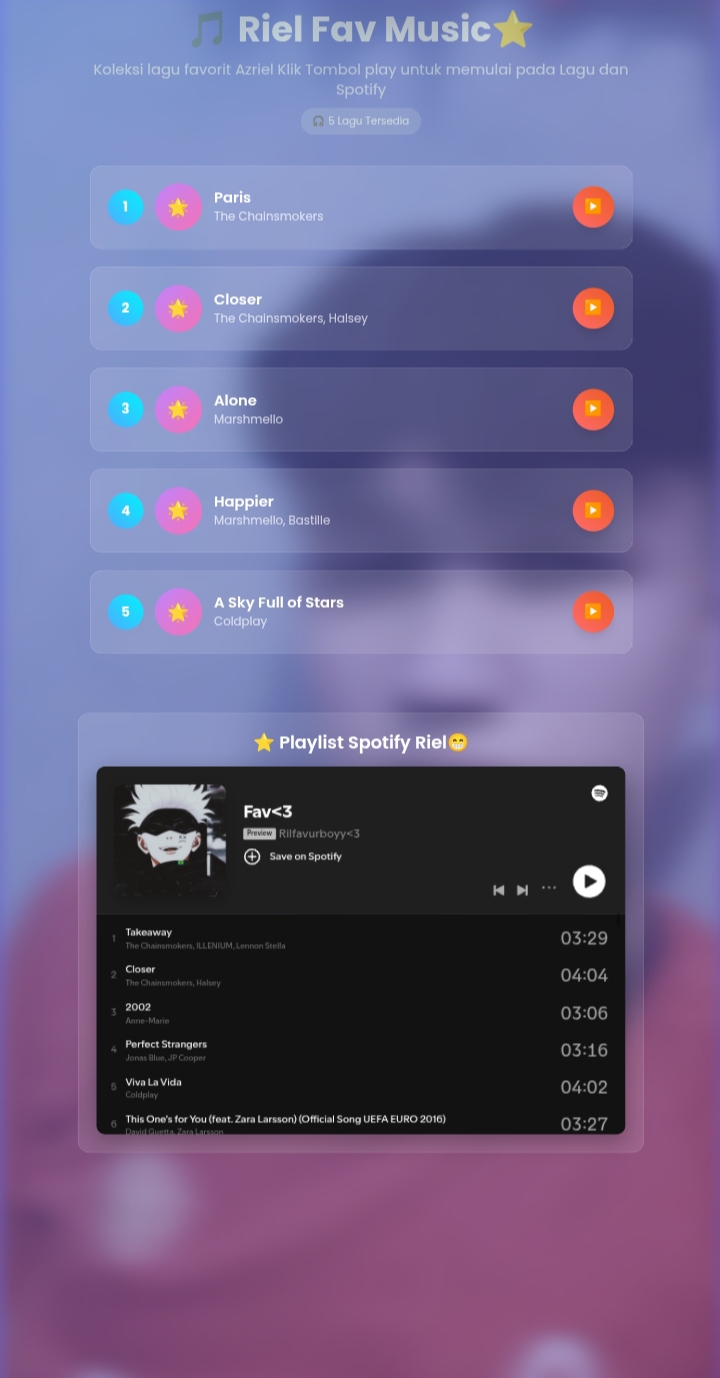 🎵 Riel Fav Music⭐
Koleksi lagu favorit Azriel Klik Tombol play untuk memulai pada Lagu dan
Spotify
🎧 5 Lagu Tersedia
1
Paris
The Chainsmokers
2
Closer
The Chainsmokers, Halsey
3
Alone
Marshmello
4
Happier
Marshmello, Bastille
5
A Sky Full of Stars
Coldplay
⭐ Playlist Spotify Riel😁
Fav<3
Preview Rilfavurboyy<3
Save on Spotify
1 Takeaway 03:29
The Chainsmokers, ILLENIUM, Lennon Stella
2 Closer 04:04
The Chainsmokers, Halsey
3 2002 03:06
Anne-Marie
4 Perfect Strangers 03:16
Jonas Blue, JP Cooper
5 Viva La Vida 04:02
Coldplay
6 This One's for You (feat. Zara Larsson) (Official Song UEFA EURO 2016) 03:27
David Guetta, Zara Larsson